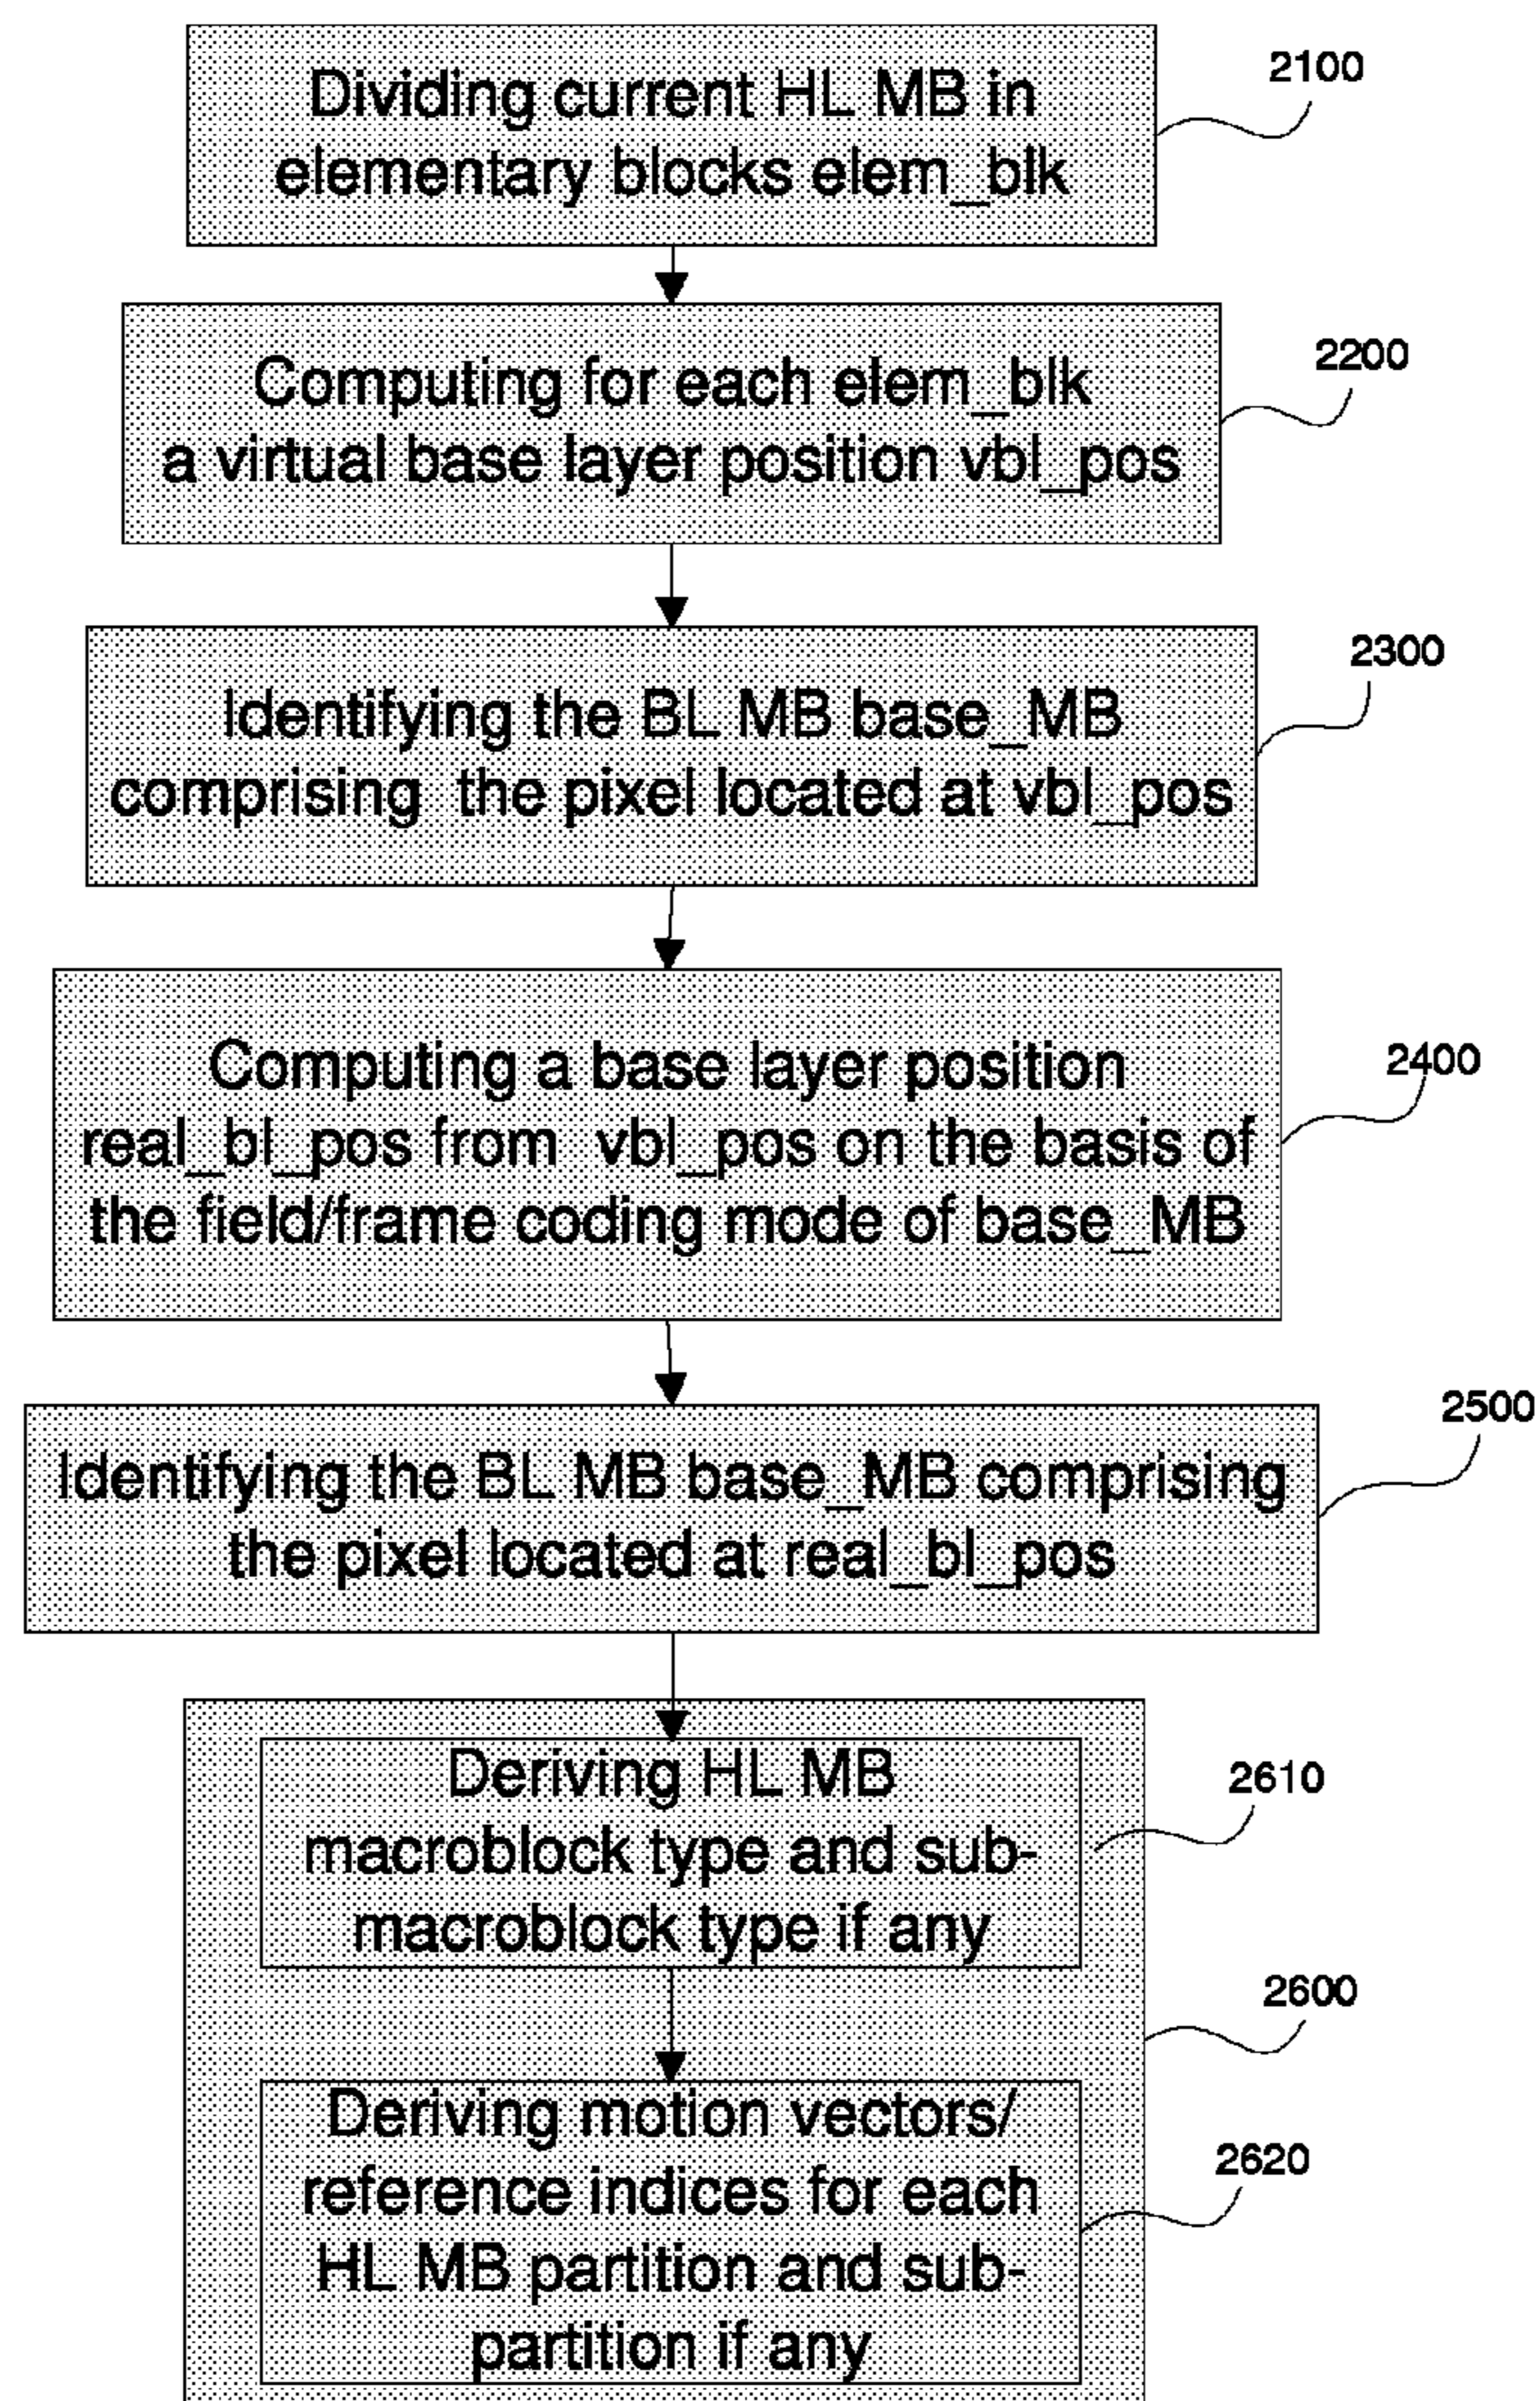 Dividing current HL MB in
elementary blocks elem_blk
2100
Computing for each elem_blk
a virtual base layer position vbl_pos
2200
Identifying the BL MB base_MB
comprising the pixel located at vbl_pos
2300
Computing a base layer position
real_bl_pos from vbl_pos on the basis of
the field/frame coding mode of base_MB
2400
Identifying the BL MB base_MB comprising
the pixel located at real_bl_pos
2500
Deriving HL MB
macroblock type and sub-
macroblock type if any
2610
2600
Deriving motion vectors/
reference indices for each
HL MB partition and sub-
partition if any
2620